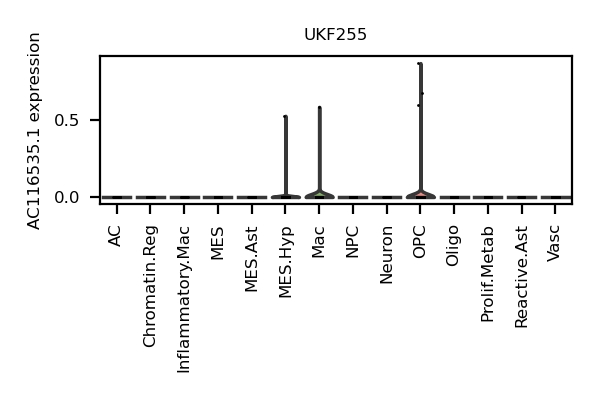 UKF255
AC116535.1 expression
0.5
0.0
AC
Chromatin.Reg
Inflammatory.Mac
MES
MES.Ast
MES.Hyp
Mac
NPC
Neuron
OPC
Oligo
Prolif.Metab
Reactive.Ast
Vasc